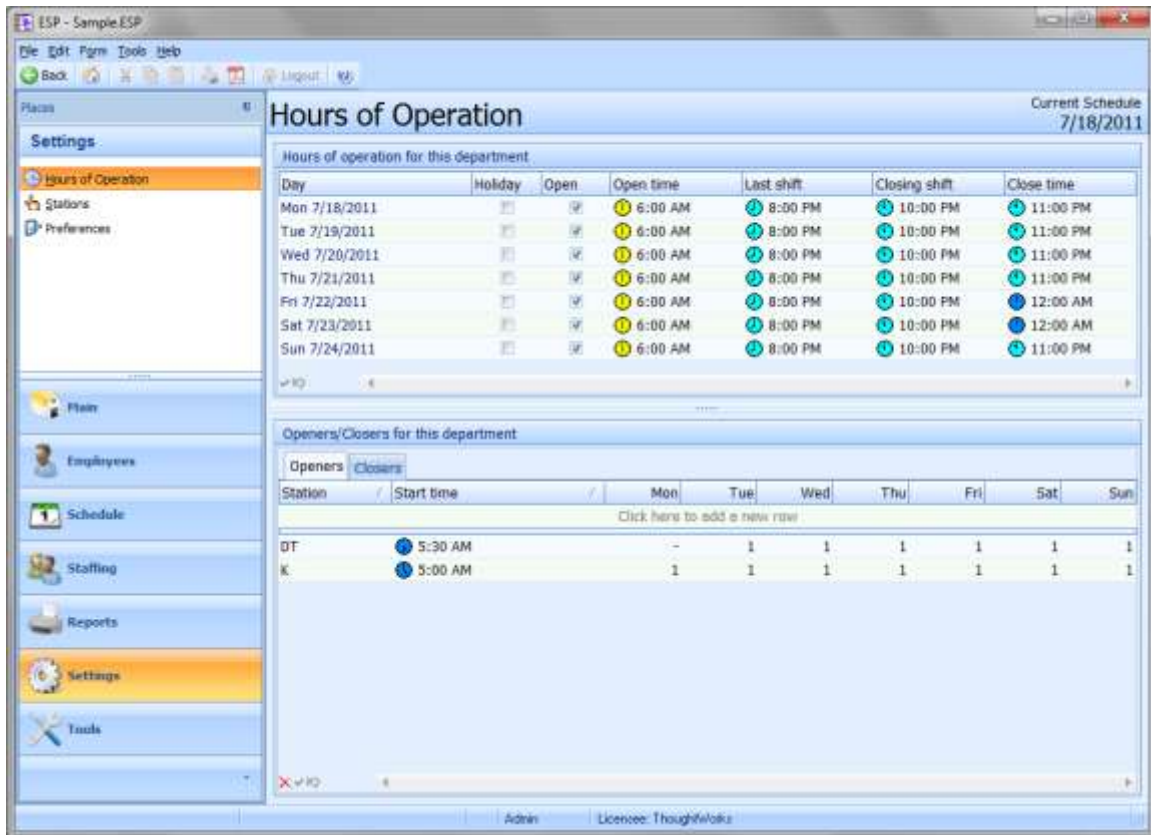 ESP - Sample.ESP
File Edit Form Tools Help
Back Logout
Places
Settings
Hours of Operation
Stations
Preferences
Main
Employees
Schedule
Staffing
Reports
Settings
Tools
Hours of Operation
Current Schedule
7/18/2011
Hours of operation for this department
Day Holiday Open Open time Last shift Closing shift Close time
Mon 7/18/2011 6:00 AM 8:00 PM 10:00 PM 11:00 PM
Tue 7/19/2011 6:00 AM 8:00 PM 10:00 PM 11:00 PM
Wed 7/20/2011 6:00 AM 8:00 PM 10:00 PM 11:00 PM
Thu 7/21/2011 6:00 AM 8:00 PM 10:00 PM 11:00 PM
Fri 7/22/2011 6:00 AM 8:00 PM 10:00 PM 12:00 AM
Sat 7/23/2011 6:00 AM 8:00 PM 10:00 PM 12:00 AM
Sun 7/24/2011 6:00 AM 8:00 PM 10:00 PM 11:00 PM
Openers/Closers for this department
Openers Closers
Station Start time Mon Tue Wed Thu Fri Sat Sun
Click here to add a new row
DT 5:30 AM - 1 1 1 1 1 1
K 5:00 AM 1 1 1 1 1 1 1
Admin Licencee: ThoughtWorks